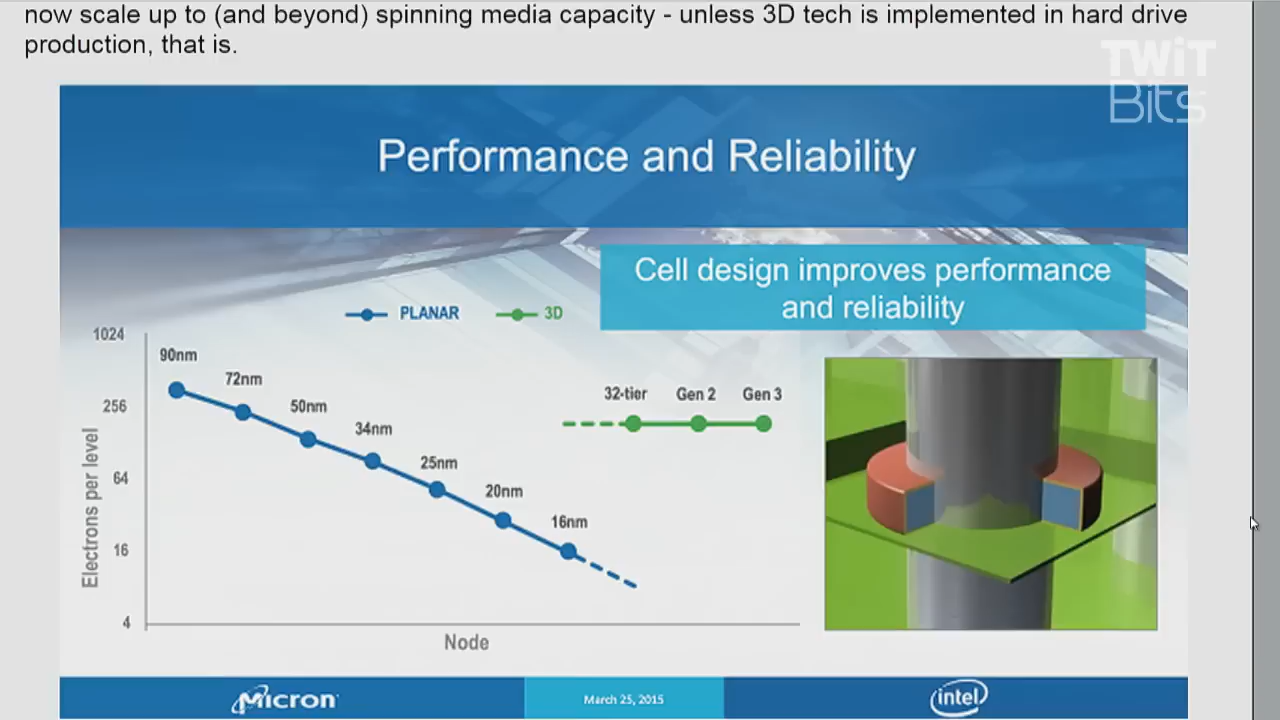 now scale up to (and beyond) spinning media capacity - unless 3D tech is implemented in hard drive
production, that is.
TWiT
Bits
Performance and Reliability
Cell design improves performance
and reliability
PLANAR
3D
1024
256
64
16
4
Electrons per level
90nm
72nm
50nm
34nm
25nm
20nm
16nm
32-tier
Gen 2
Gen 3
Node
Micron
March 25, 2015
intel